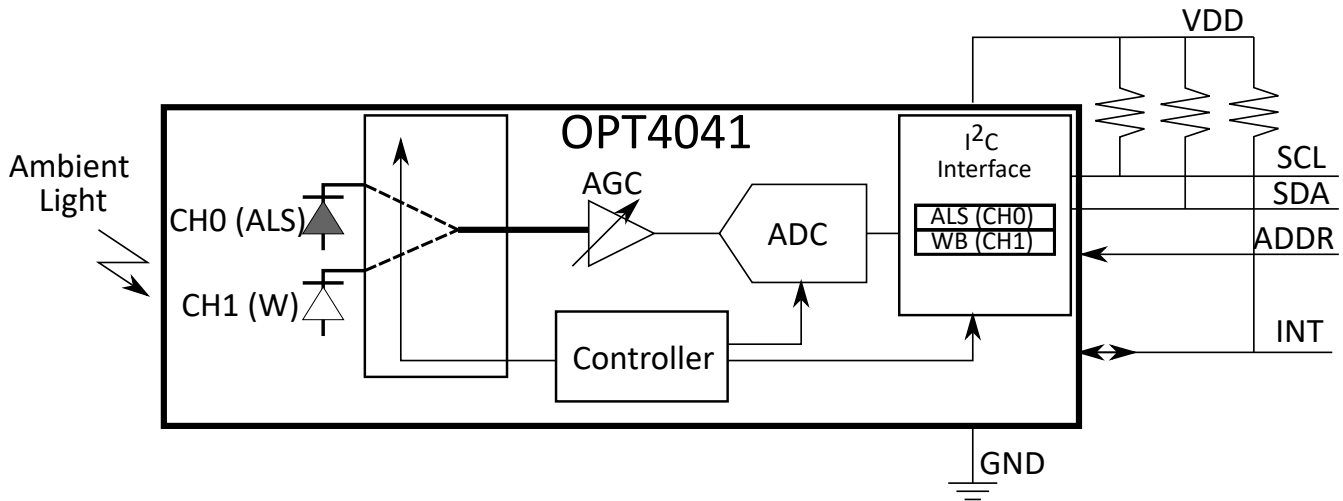 VDD
OPT4041
I²C
Interface
SCL
SDA
Ambient
Light
AGC
CH0 (ALS)
ADC
ALS (CH0)
WB (CH1)
ADDR
CH1 (W)
Controller
INT
GND